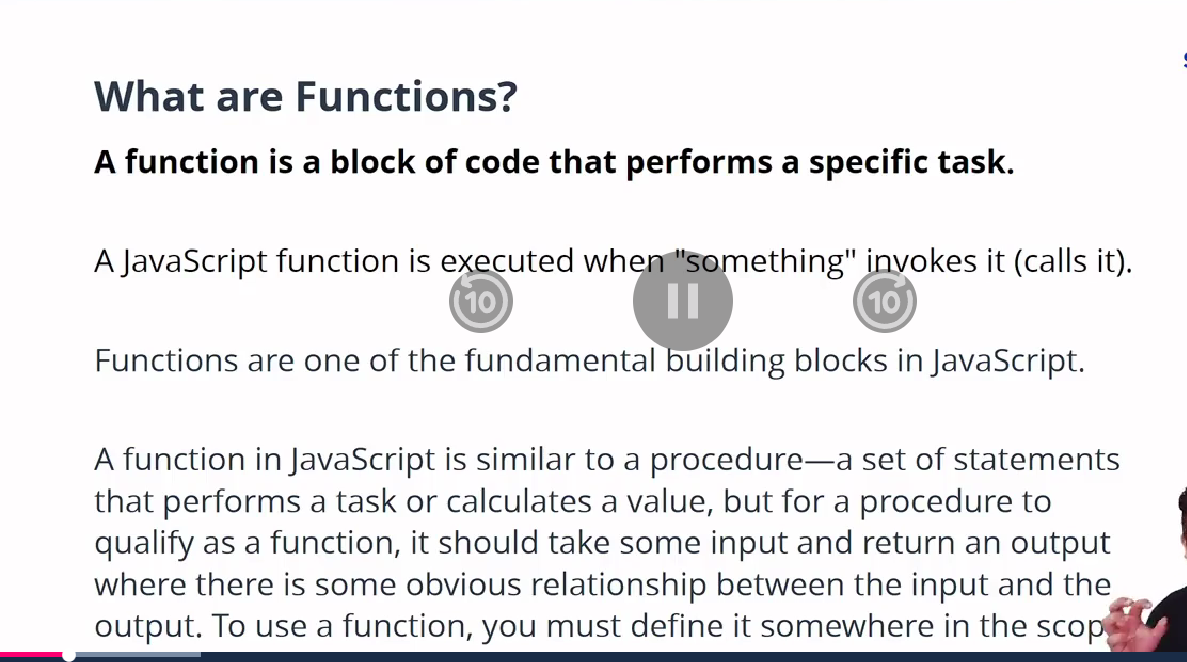 What are Functions?
A function is a block of code that performs a specific task.
A JavaScript function is executed when "something" invokes it (calls it).
10
10
Functions are one of the fundamental building blocks in JavaScript.
A function in JavaScript is similar to a procedure—a set of statements
that performs a task or calculates a value, but for a procedure to
qualify as a function, it should take some input and return an output
where there is some obvious relationship between the input and the
output. To use a function, you must define it somewhere in the